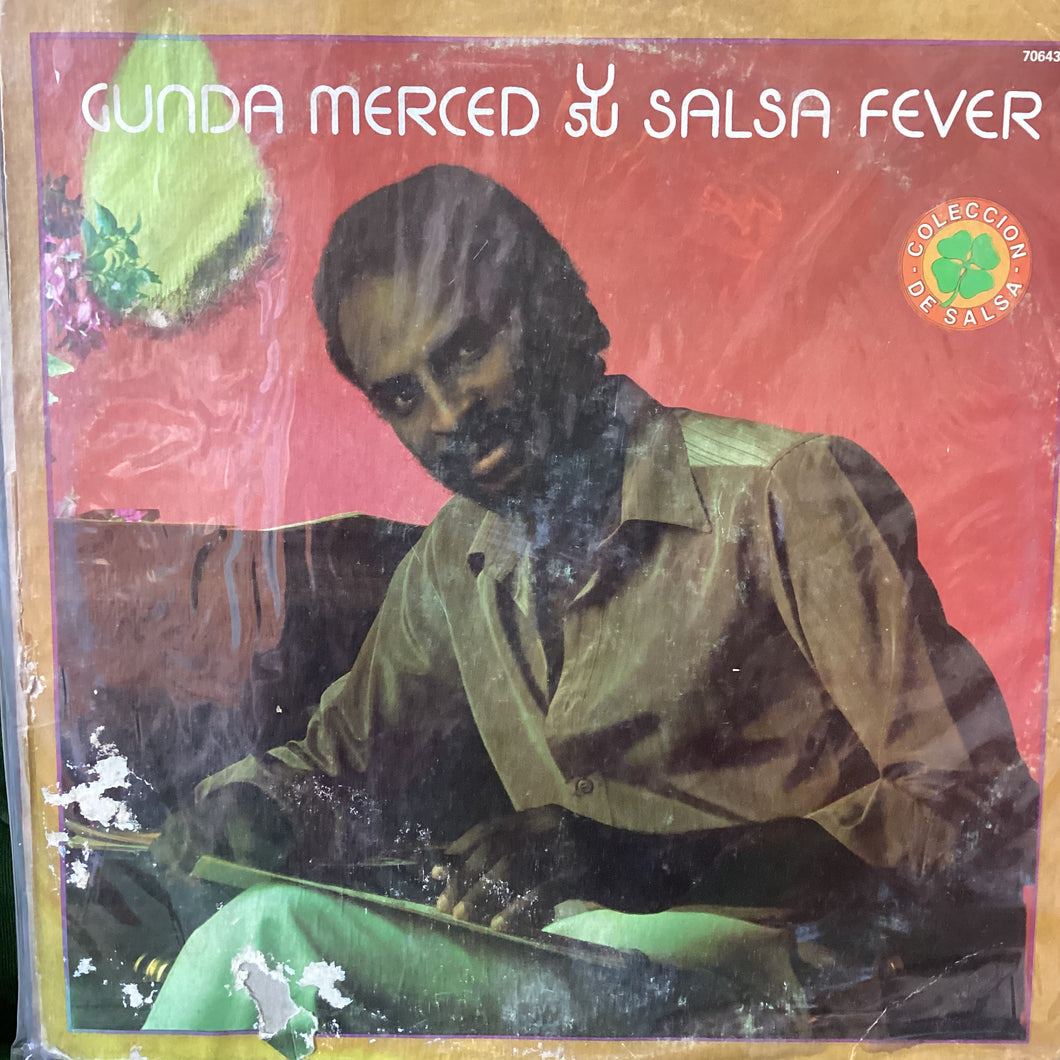 70643
GUNDA MERCED Y SU SALSA FEVER
COLECCION
DE SALSA